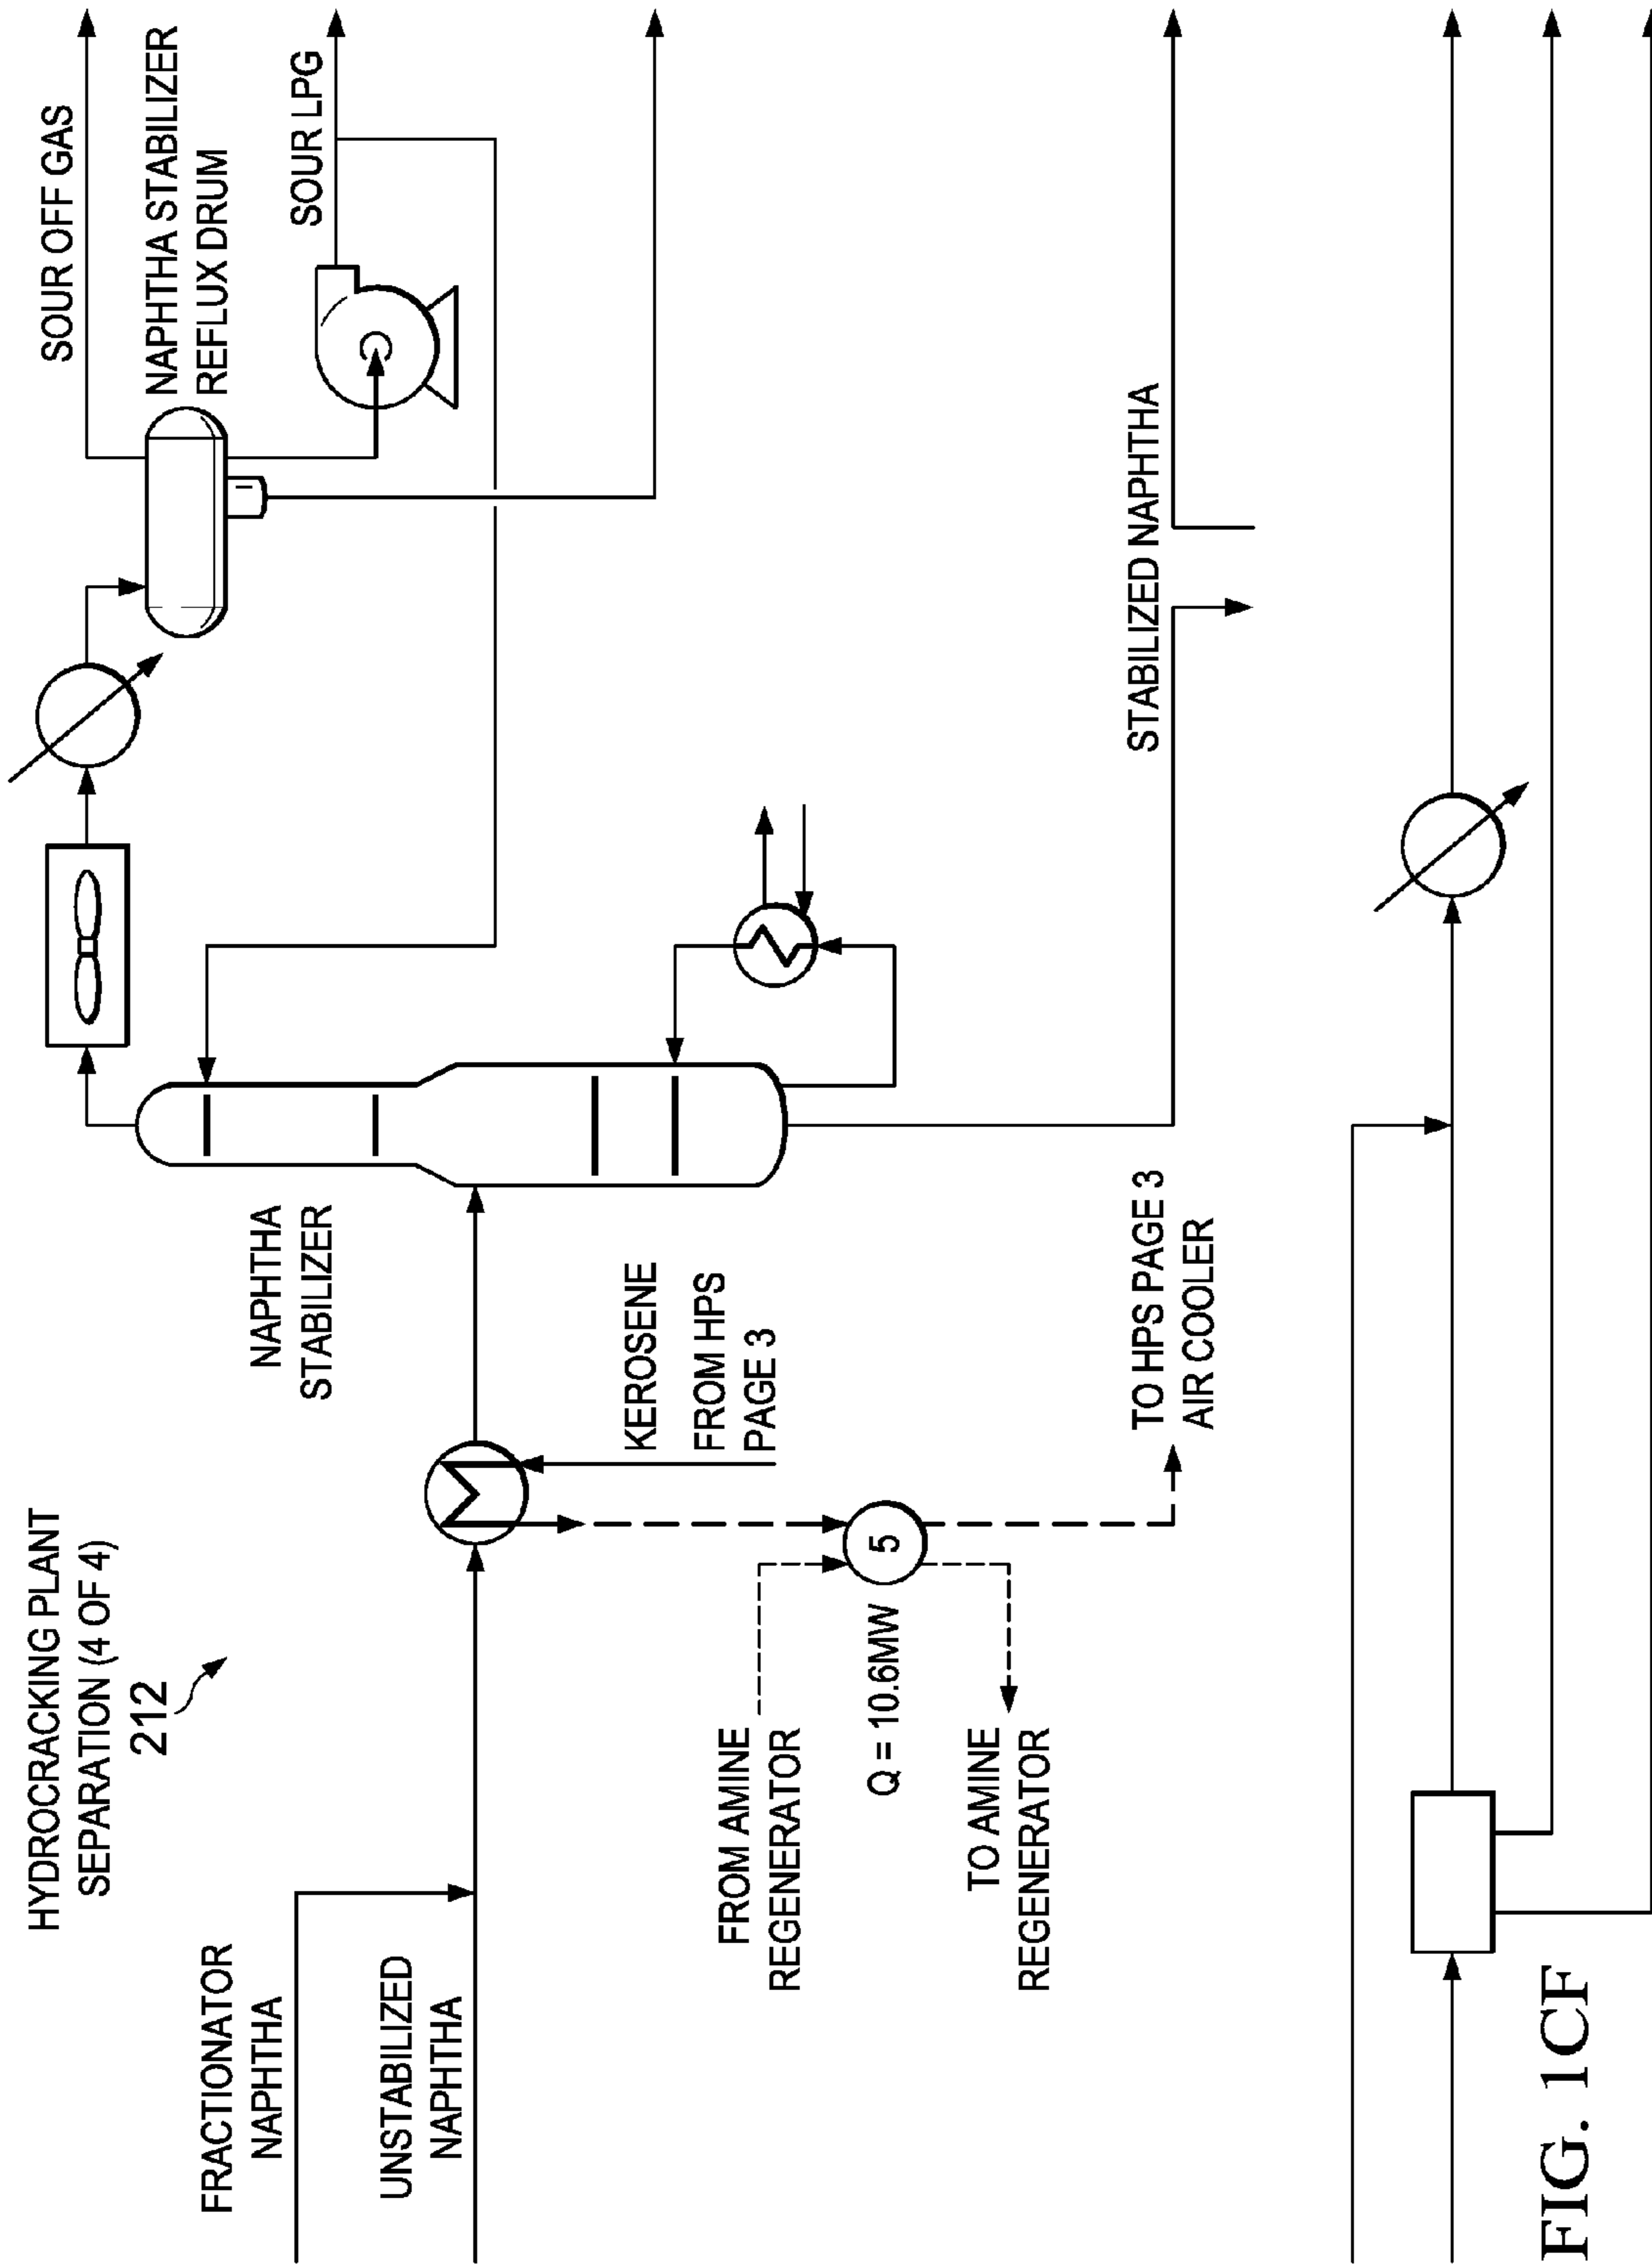 HYDROCRACKING PLANT
SEPARATION (4 OF 4)
212
FRACTIONATOR
NAPHTHA
UNSTABILIZED
NAPHTHA
NAPHTHA
STABILIZER
SOUR OFF GAS
NAPHTHA STABILIZER
REFLUX DRUM
SOUR LPG
KEROSENE
FROM HPS
PAGE 3
FROM AMINE
REGENERATOR
5
Q = 10.6MW
TO AMINE
REGENERATOR
TO HPS PAGE 3
AIR COOLER
STABILIZED NAPHTHA
FIG. 1CF